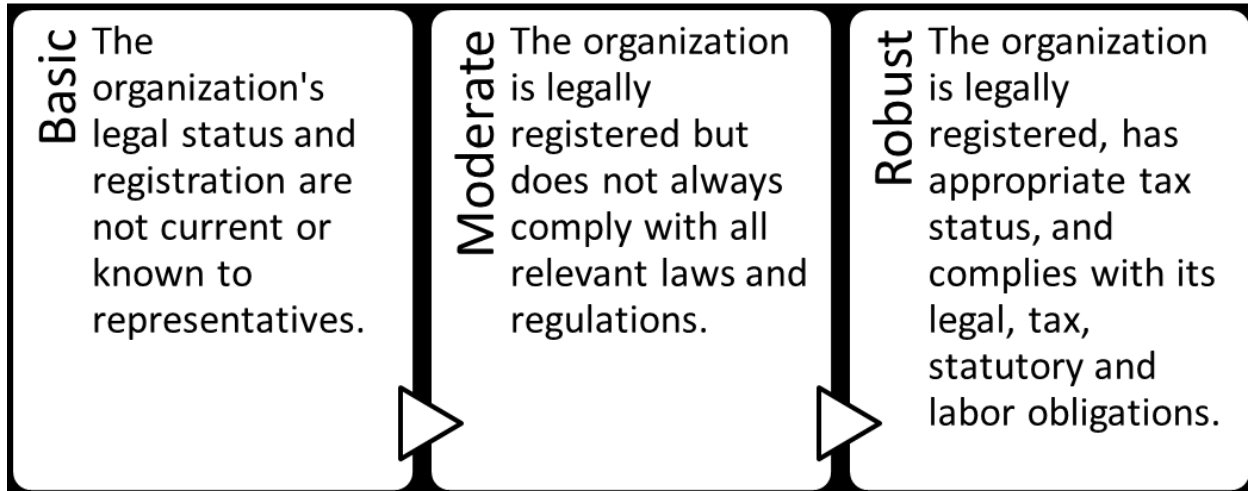 Basic
The
organization's
legal status and
registration are
not current or
known to
representatives.
Moderate
The organization
is legally
registered but
does not always
comply with all
relevant laws and
regulations.
Robust
The organization
is legally
registered, has
appropriate tax
status, and
complies with its
legal, tax,
statutory and
labor obligations.